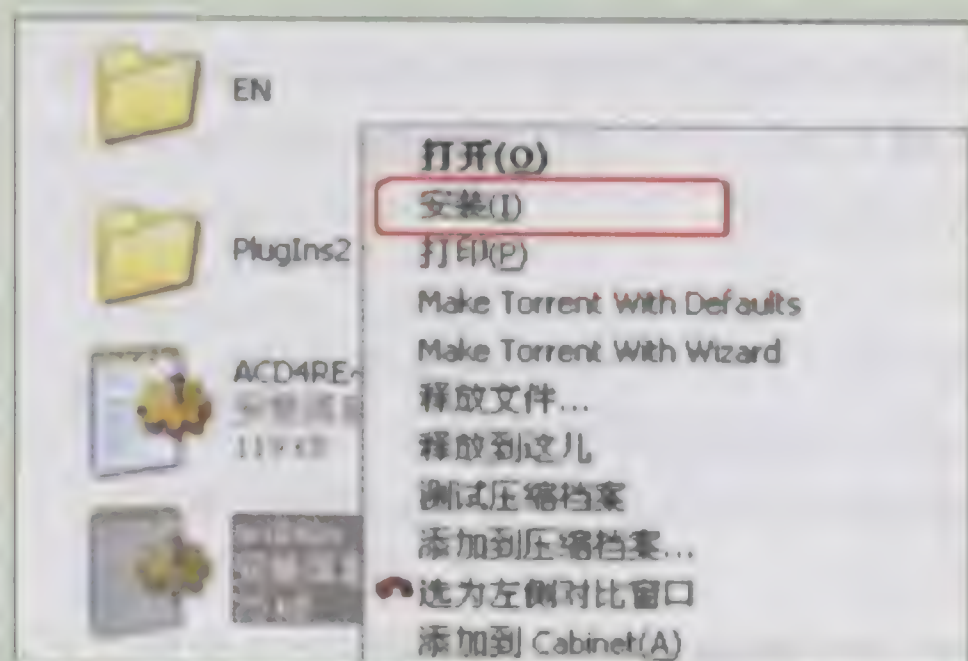 EN
PlugIns2
ACD4RE~
打开(O)
安装(I)
打印(P)
Make Torrent With Defaults
Make Torrent With Wizard
释放文件...
释放到这儿
测试压缩档案
添加到压缩档案...
选为左侧对比窗口
添加到 Cabinet(A)